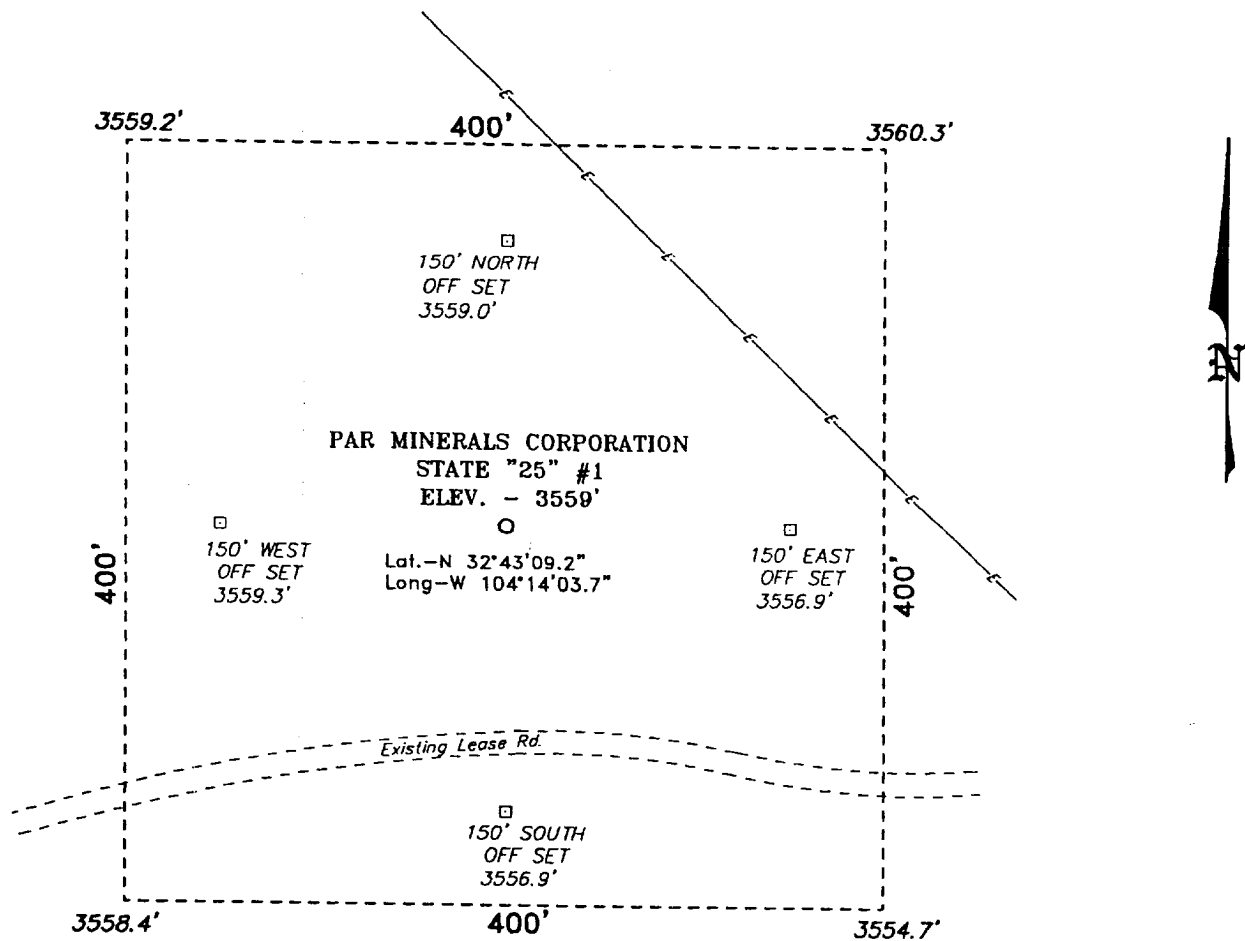 3559.2'
400'
3560.3'
150' NORTH
OFF SET
3559.0'
N
PAR MINERALS CORPORATION
STATE "25" #1
ELEV. - 3559'
Lat.-N 32°43'09.2"
Long-W 104°14'03.7"
400'
150' WEST
OFF SET
3559.3'
150' EAST
OFF SET
3556.9'
400'
Existing Lease Rd.
150' SOUTH
OFF SET
3556.9'
3558.4'
400'
3554.7'
E
E
E
E
E
E
E